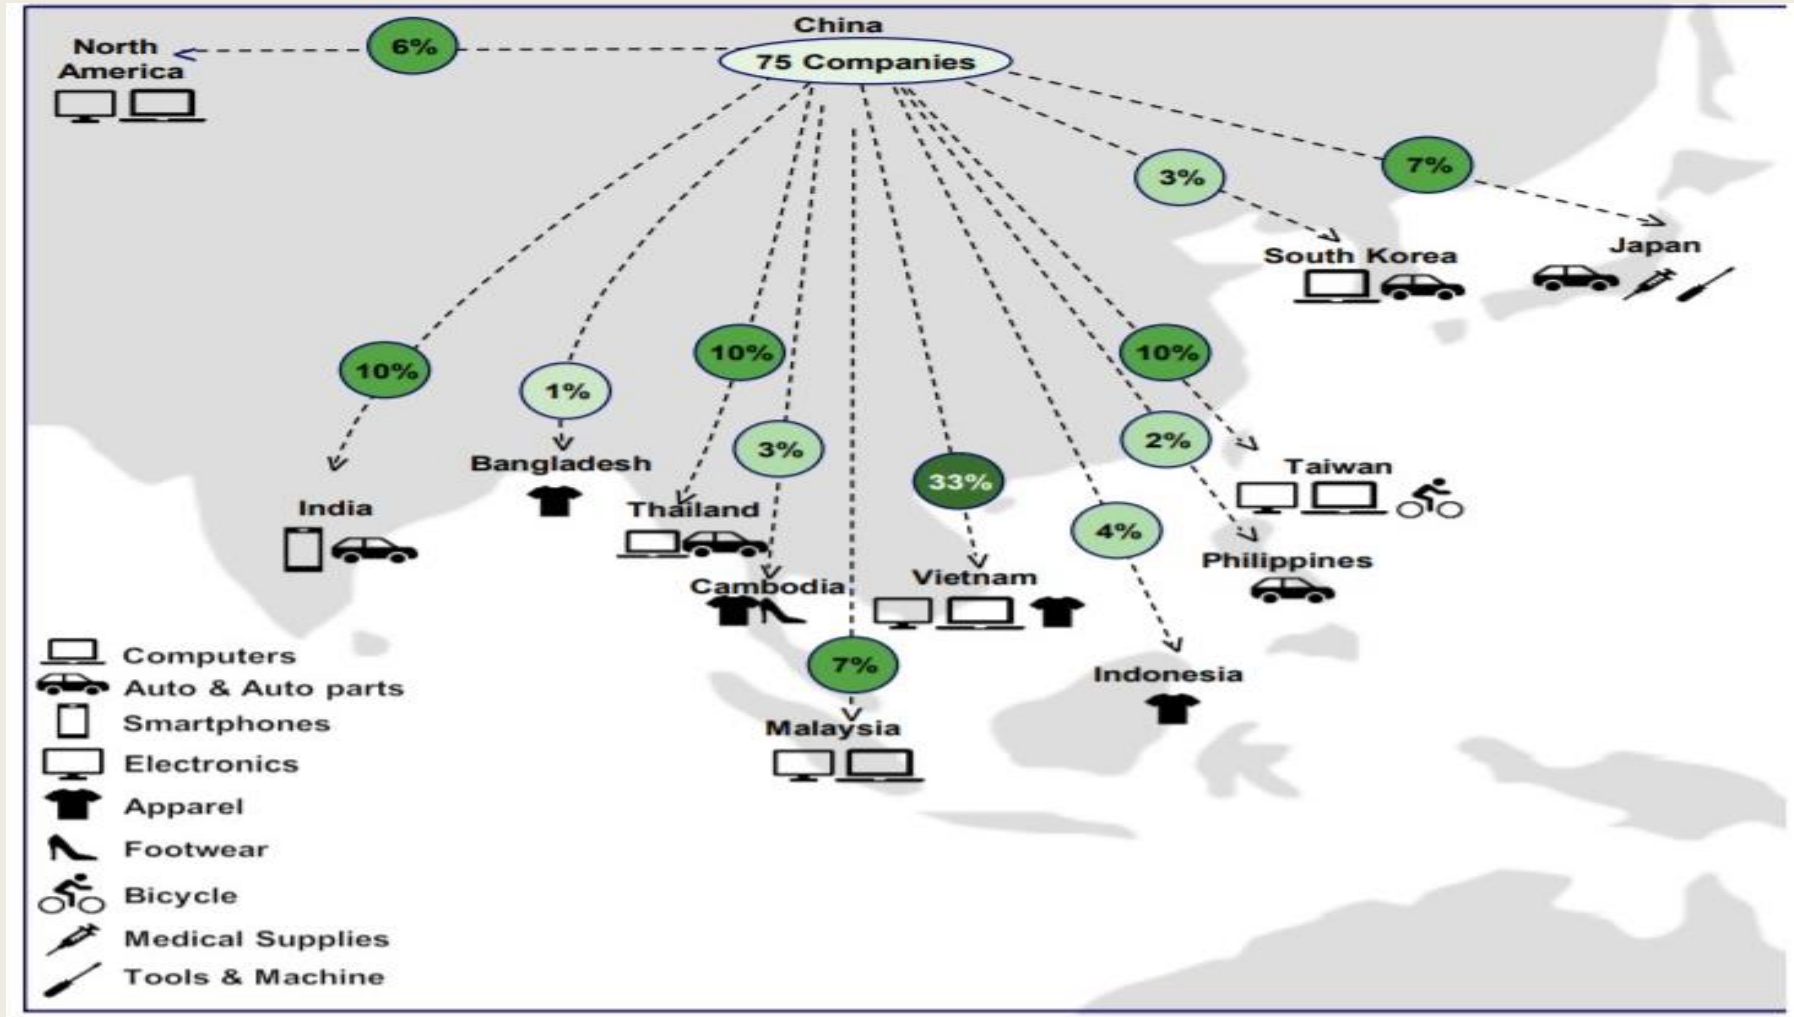 China
75 Companies
North
America
6%
3%
7%
South Korea
Japan
10%
1%
10%
3%
33%
10%
2%
4%
India
Bangladesh
Thailand
Cambodia
Vietnam
Taiwan
Philippines
7%
Malaysia
Indonesia
Computers
Auto & Auto parts
Smartphones
Electronics
Apparel
Footwear
Bicycle
Medical Supplies
Tools & Machine